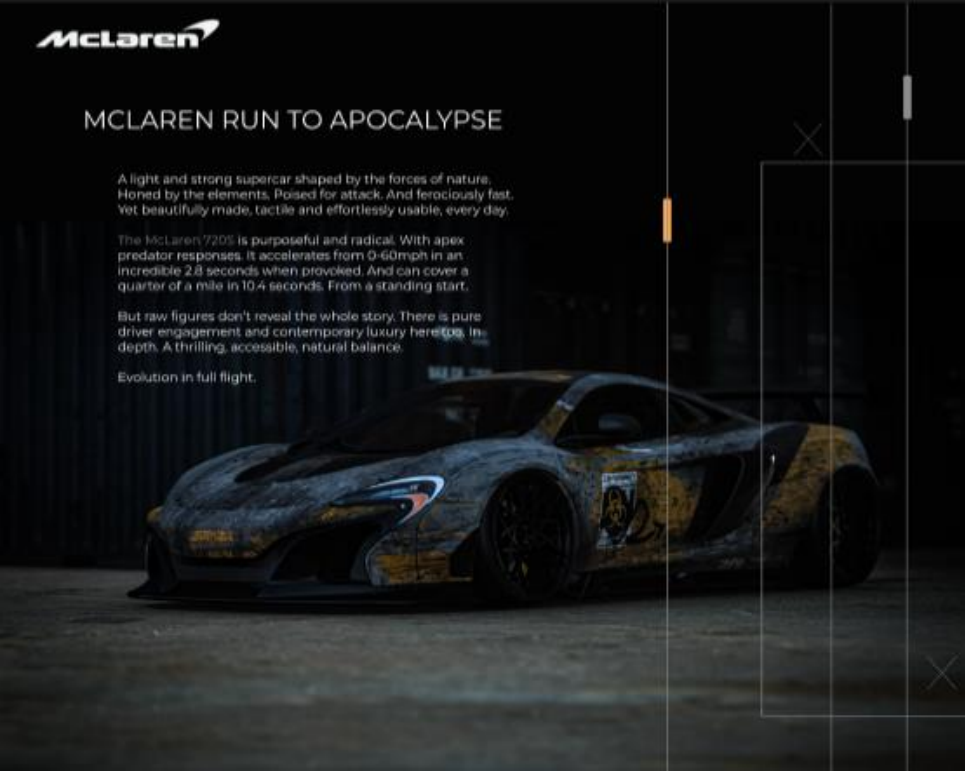 McLaren
MCLAREN RUN TO APOCALYPSE
A light and strong supercar shaped by the forces of nature.
Honed by the elements. Poised for attack. And ferociously fast.
Yet beautifully made, tactile and effortlessly usable, every day.
The McLaren 720S is purposeful and radical. With apex
predator responses. It accelerates from 0-60mph in an
incredible 2.8 seconds when provoked. And can cover a
quarter of a mile in 10.4 seconds. From a standing start.
But raw figures don't reveal the whole story. There is pure
driver engagement and contemporary luxury here too. In
depth. A thrilling, accessible, natural balance.
Evolution in full flight.